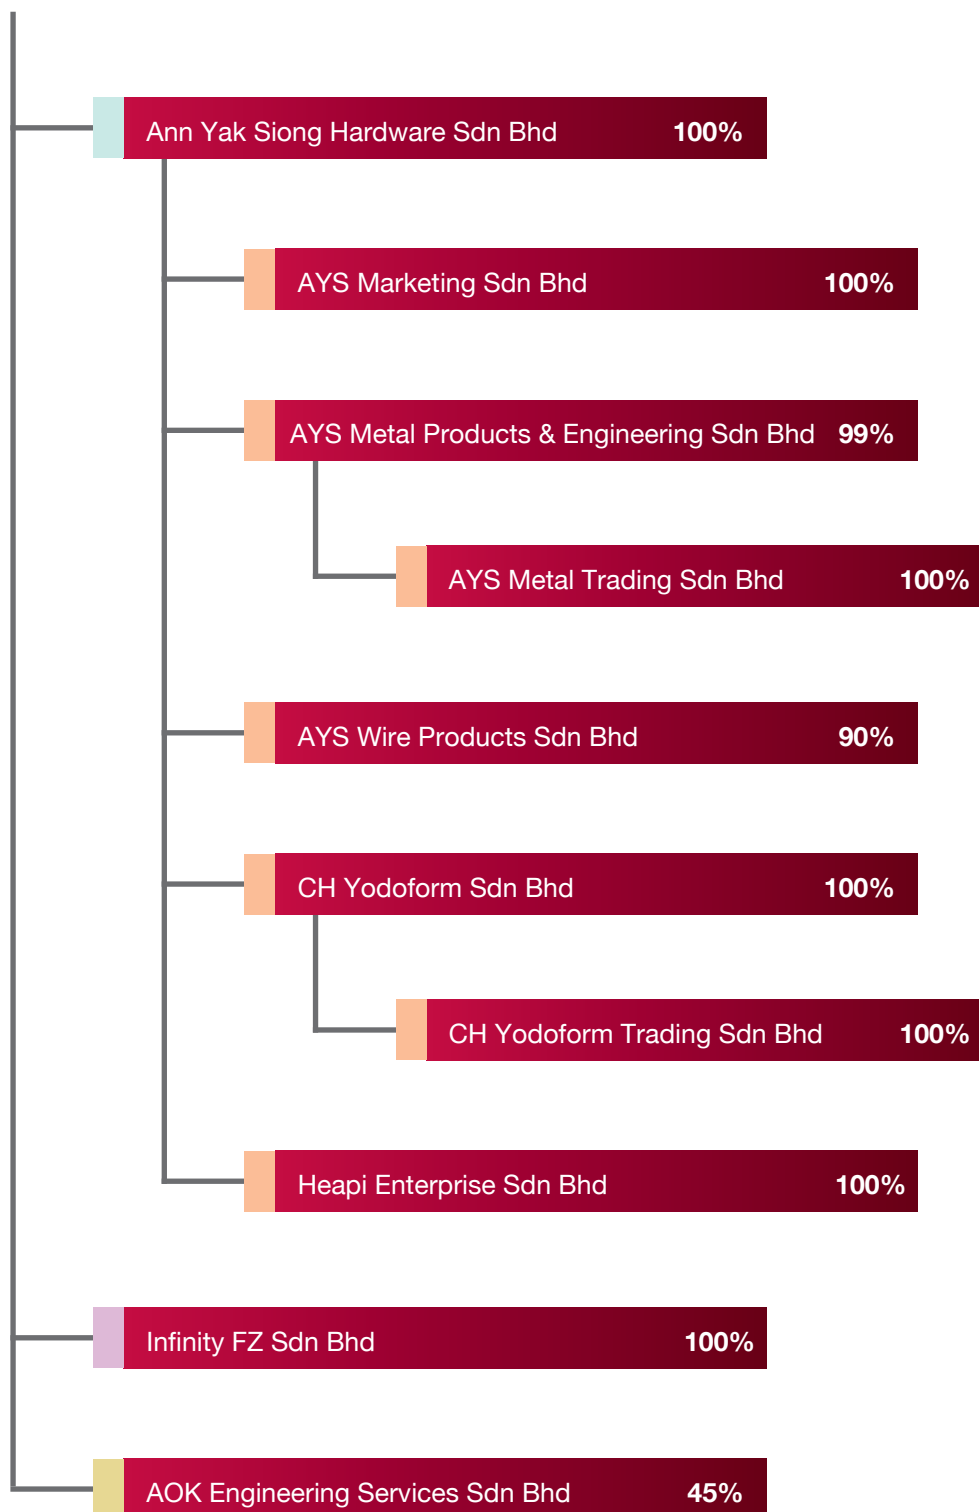 Ann Yak Siong Hardware Sdn Bhd 100%
AYS Marketing Sdn Bhd 100%
AYS Metal Products & Engineering Sdn Bhd 99%
AYS Metal Trading Sdn Bhd 100%
AYS Wire Products Sdn Bhd 90%
CH Yodoform Sdn Bhd 100%
CH Yodoform Trading Sdn Bhd 100%
Heapi Enterprise Sdn Bhd 100%
Infinity FZ Sdn Bhd 100%
AOK Engineering Services Sdn Bhd 45%